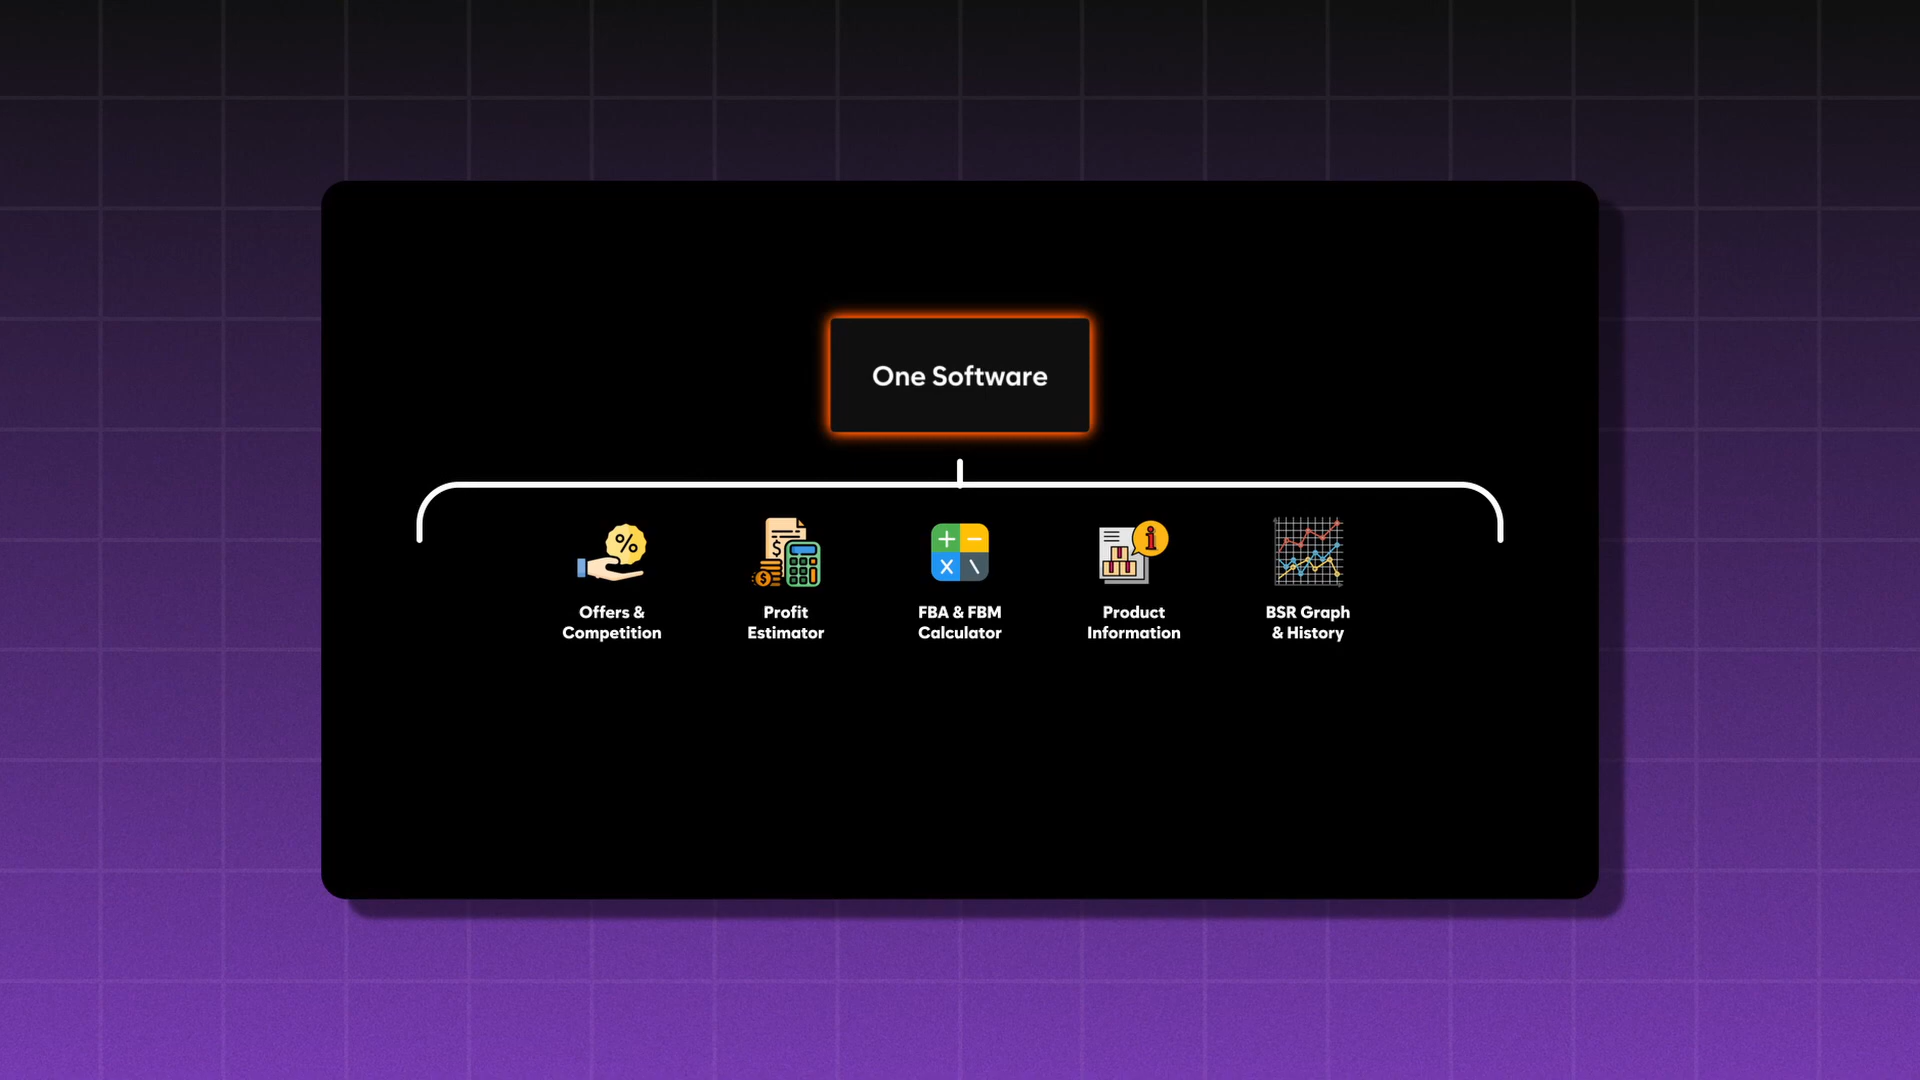 One Software
Offers &
Competition
Profit
Estimator
FBA & FBM
Calculator
Product
Information
BSR Graph
& History